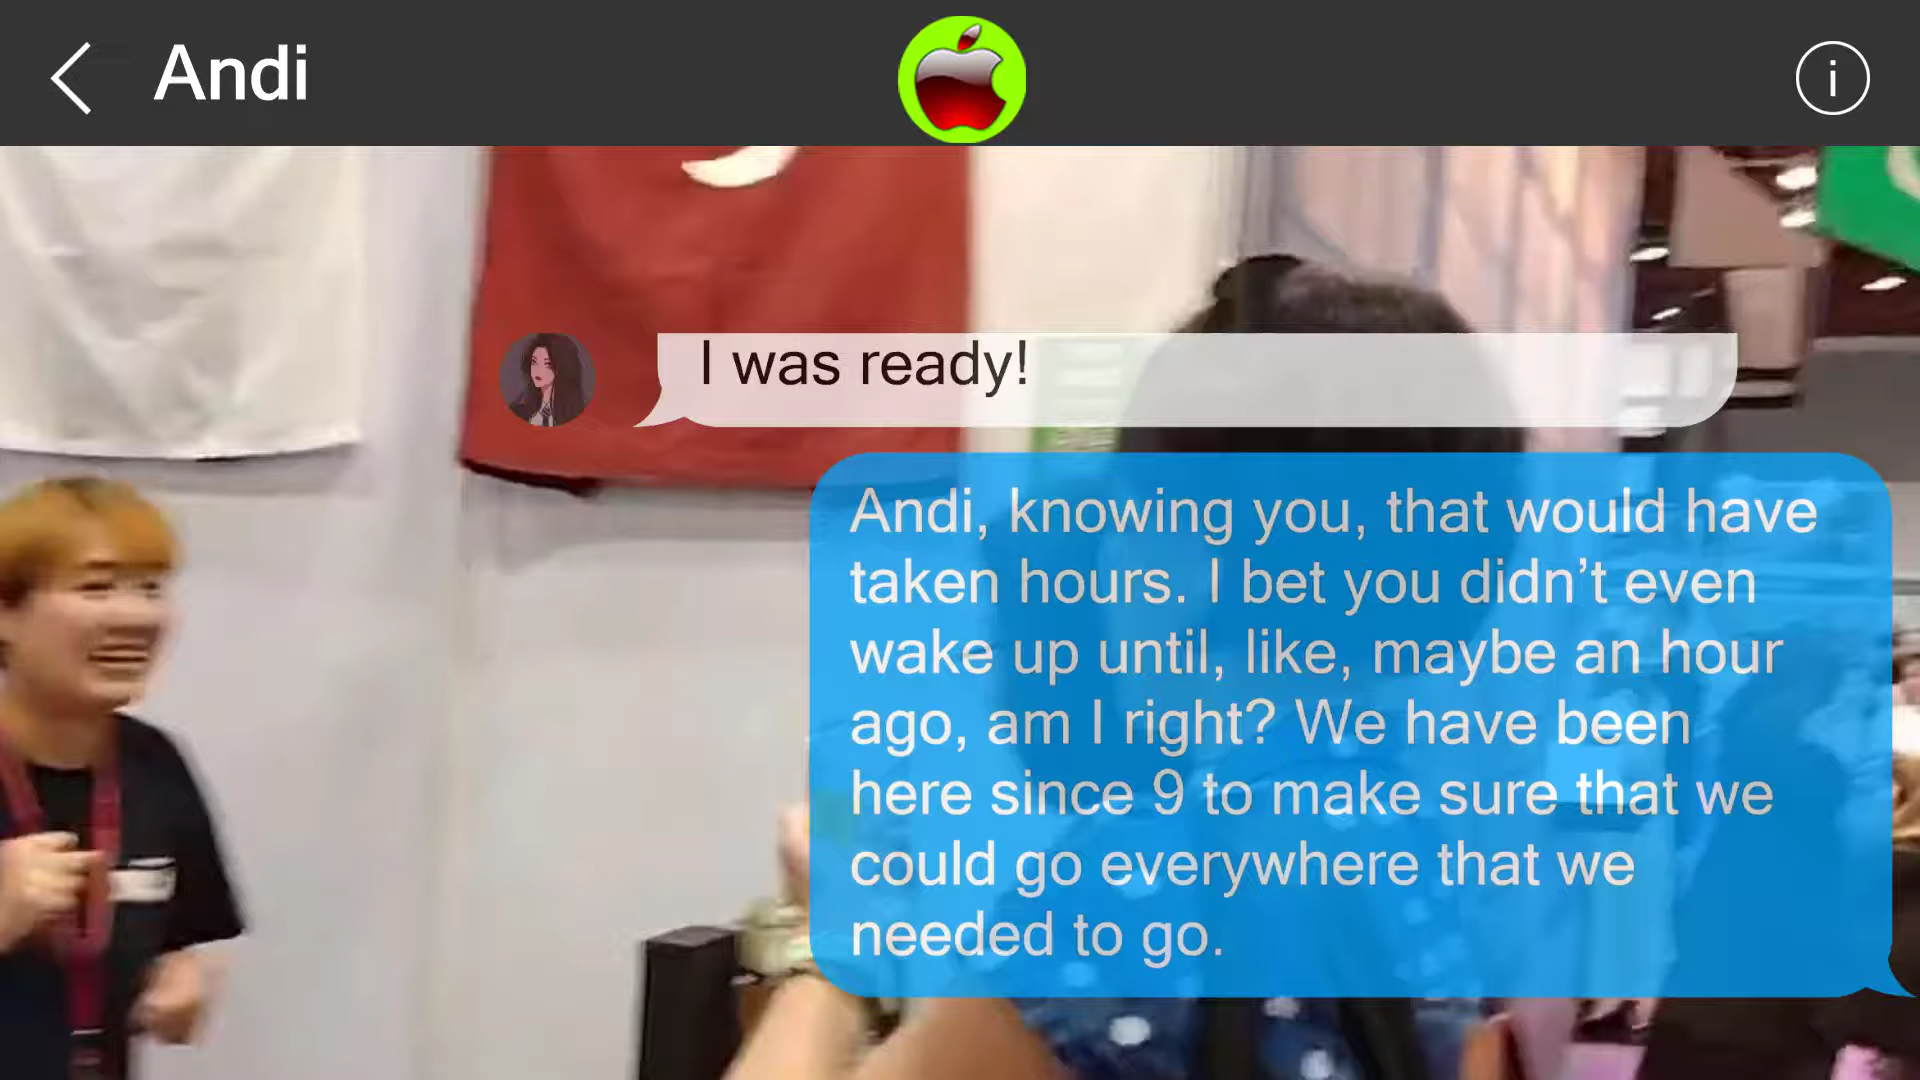 Andi
I was ready!
Andi, knowing you, that would have
taken hours. I bet you didn’t even
wake up until, like, maybe an hour
ago, am I right? We have been
here since 9 to make sure that we
could go everywhere that we
needed to go.